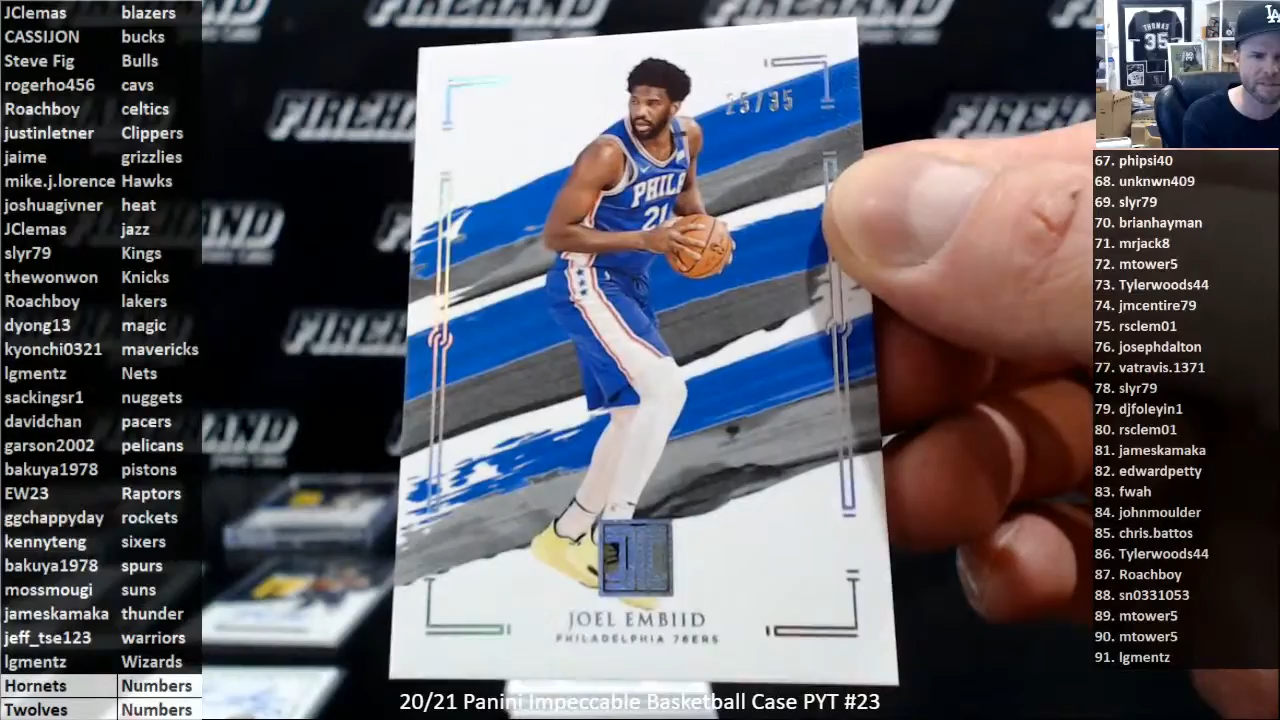 JClemas blazers
CASSIJON bucks
Steve Fig Bulls
rogerho456 cavs
Roachboy celtics
justinletner Clippers
jaime grizzlies
mike.j.lorence Hawks
joshuagivner heat
JClemas jazz
slyr79 Kings
thewonwon Knicks
Roachboy lakers
dyong13 magic
kyonchi0321 mavericks
lgmentz Nets
sackingsr1 nuggets
davidchan pacers
garson2002 pelicans
bakuya1978 pistons
EW23 Raptors
ggchappyday rockets
kennyteng sixers
bakuya1978 spurs
mossmougi suns
jameskamaka thunder
jeff_tse123 warriors
lgmentz Wizards
Hornets Numbers
Twolves Numbers
FIREHAND
25/35
PHILA
21
JOEL EMBIID
PHILADELPHIA 76ERS
20/21 Panini Impeccable Basketball Case PYT #23
LA
THOMAS
35
67. phipsi40
68. unknwn409
69. slyr79
70. brianhayman
71. mrjack8
72. mtower5
73. Tylerwoods44
74. jmcentire79
75. rsclem01
76. josephdalton
77. vatravis.1371
78. slyr79
79. djfoleyin1
80. rsclem01
81. jameskamaka
82. edwardpetty
83. fwah
84. johnmoulder
85. chris.battos
86. Tylerwoods44
87. Roachboy
88. sn0331053
89. mtower5
90. mtower5
91. lgmentz